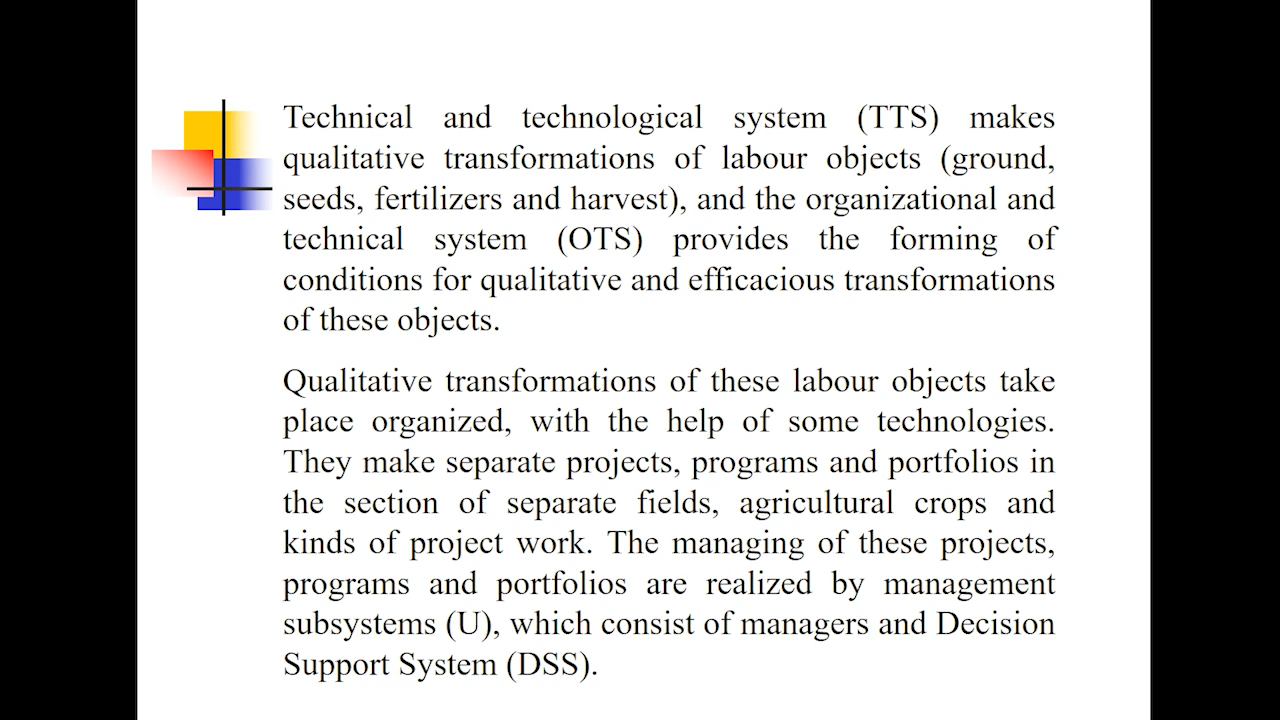 Technical and technological system (TTS) makes
qualitative transformations of labour objects (ground,
seeds, fertilizers and harvest), and the organizational and
technical system (OTS) provides the forming of
conditions for qualitative and efficacious transformations
of these objects.
Qualitative transformations of these labour objects take
place organized, with the help of some technologies.
They make separate projects, programs and portfolios in
the section of separate fields, agricultural crops and
kinds of project work. The managing of these projects,
programs and portfolios are realized by management
subsystems (U), which consist of managers and Decision
Support System (DSS).